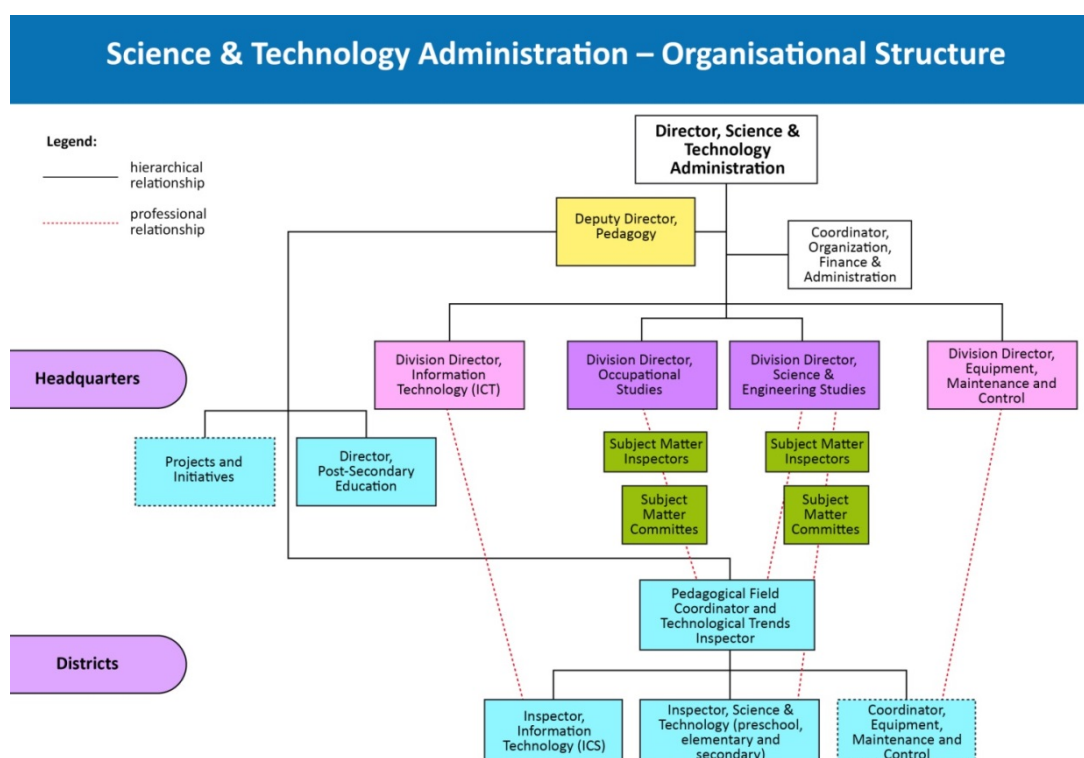 Science & Technology Administration – Organisational Structure
Legend:
hierarchical
relationship
professional
relationship
Director, Science &
Technology
Administration
Deputy Director,
Pedagogy
Coordinator,
Organization,
Finance &
Administration
Headquarters
Division Director,
Information
Technology (ICT)
Division Director,
Occupational
Studies
Division Director,
Science &
Engineering Studies
Division Director,
Equipment,
Maintenance and
Control
Projects and
Initiatives
Director,
Post-Secondary
Education
Subject Matter
Inspectors
Subject Matter
Inspectors
Subject
Matter
Committes
Subject
Matter
Committes
Pedagogical Field
Coordinator and
Technological Trends
Inspector
Districts
Inspector,
Information
Technology (ICS)
Inspector, Science &
Technology (preschool,
elementary and
secondary)
Coordinator,
Equipment,
Maintenance and
Control